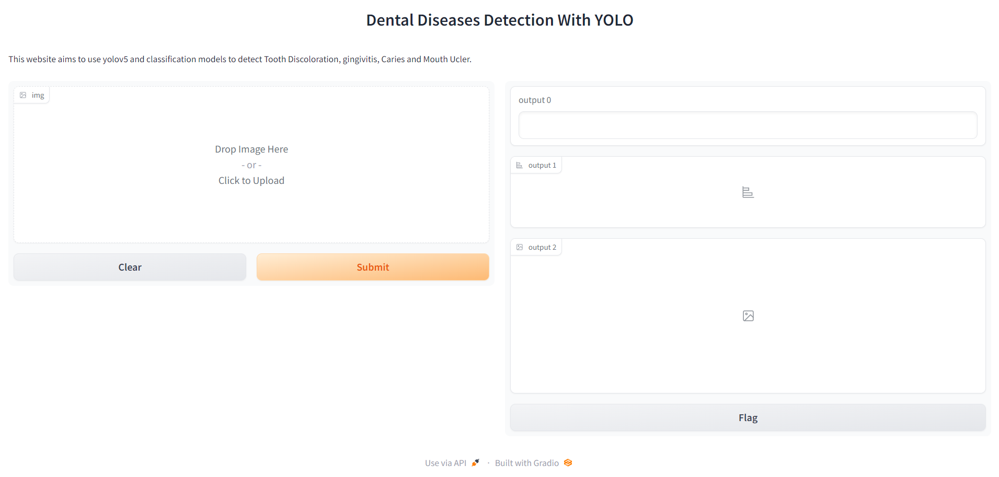 Dental Diseases Detection With YOLO
This website aims to use yolov5 and classification models to detect Tooth Discoloration, gingivitis, Caries and Mouth Ucler.
img
Drop Image Here
- or -
Click to Upload
Clear
Submit
output 0
output 1
output 2
Flag
Use via API · Built with Gradio